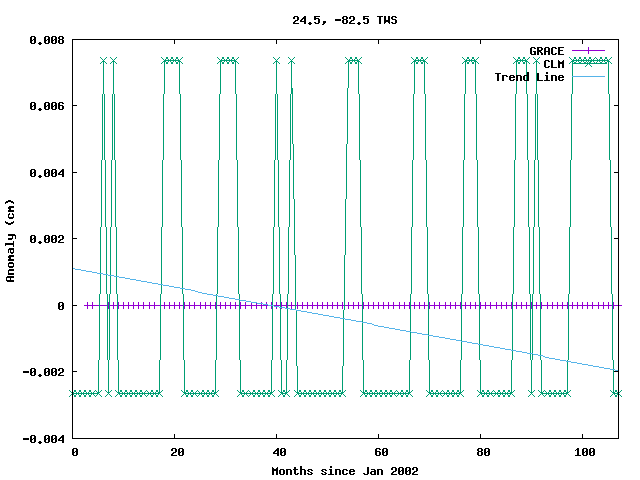 24.5, -82.5 TWS
GRACE
CLM
Trend Line
0.008
0.006
0.004
0.002
0
-0.002
-0.004
Anomaly (cm)
0 20 40 60 80 100
Months since Jan 2002